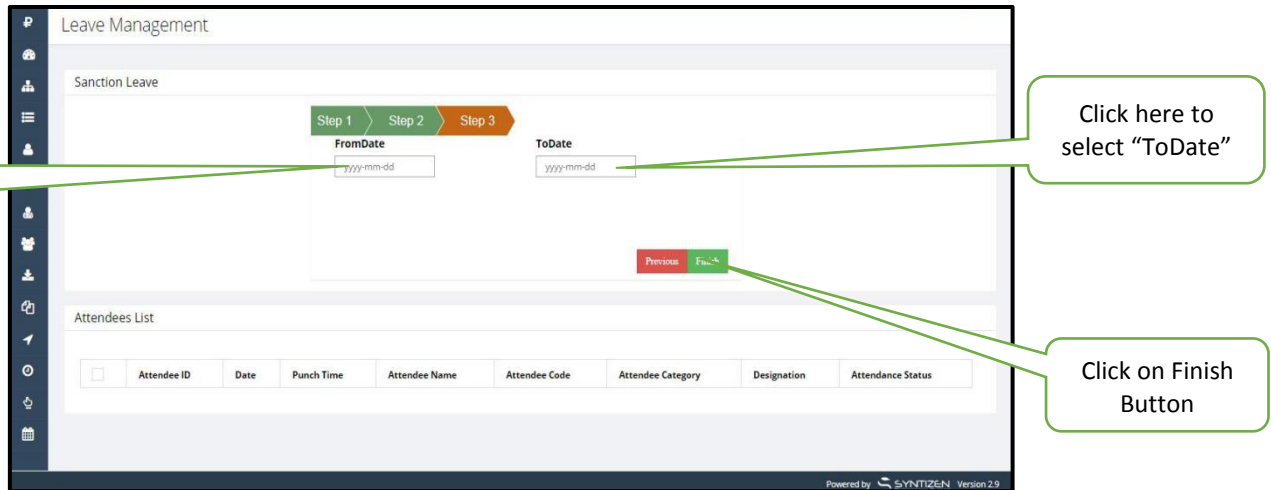 Leave Management
Sanction Leave
Step 1
Step 2
Step 3
FromDate
ToDate
yyyy-mm-dd
yyyy-mm-dd
Click here to
select “ToDate”
Previous
Finish
Attendees List
Attendee ID Date Punch Time Attendee Name Attendee Code Attendee Category Designation Attendance Status
Click on Finish
Button
Powered by SYNTIZEN Version 2.9